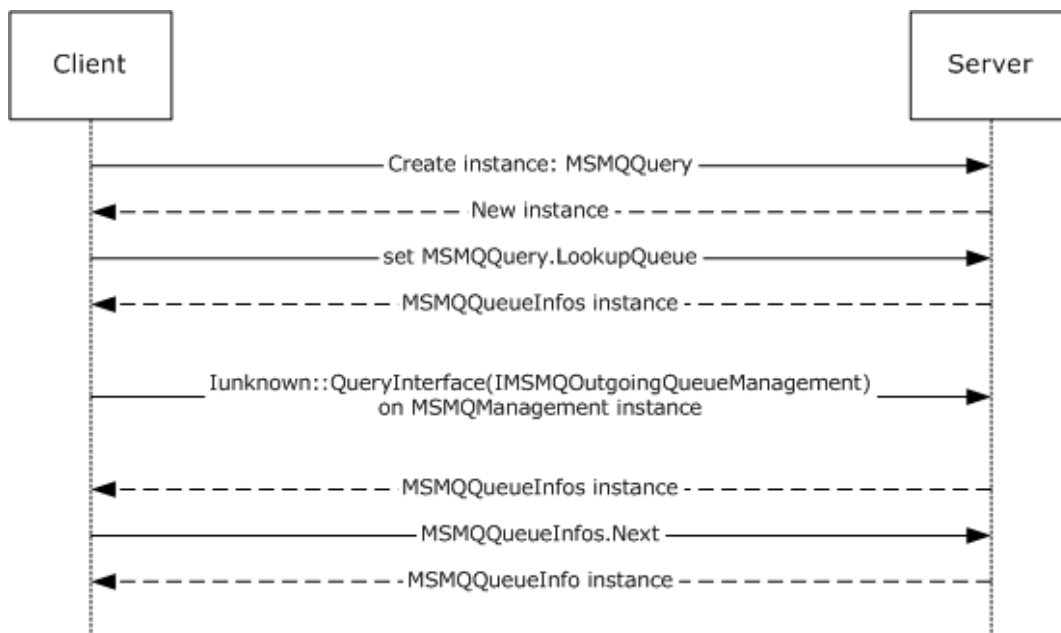 Client
Server
Create instance: MSMQQuery
New instance
set MSMQQuery.LookupQueue
MSMQQueueInfos instance
Iunknown::QueryInterface(IMSMQOutgoingQueueManagement)
on MSMQManagement instance
MSMQQueueInfos instance
MSMQQueueInfos.Next
MSMQQueueInfo instance